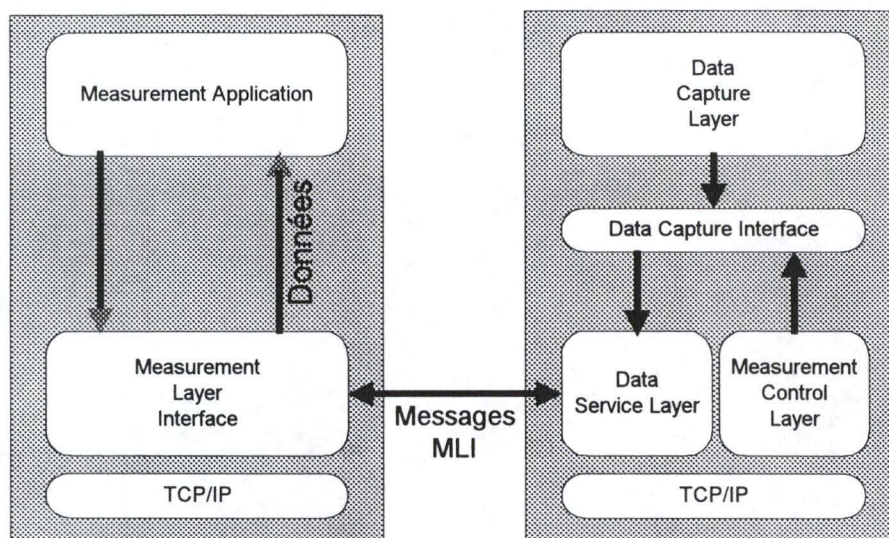 Measurement Application
Données
Measurement
Layer
Interface
TCP/IP
Messages
MLI
Data
Capture
Layer
Data Capture Interface
Data
Service Layer
Measurement
Control
Layer
TCP/IP